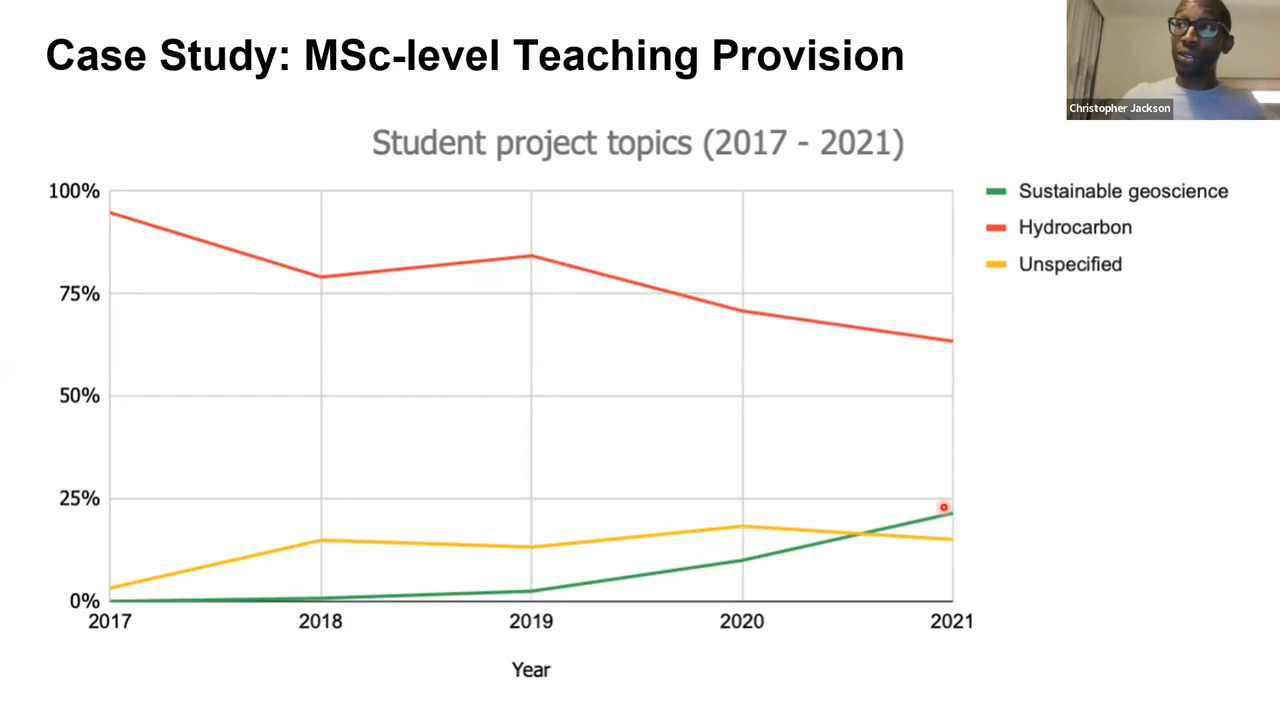 Case Study: MSc-level Teaching Provision
Christopher Jackson
Student project topics (2017 - 2021)
100%
75%
50%
25%
0%
2017 2018 2019 2020 2021
Year
Sustainable geoscience
Hydrocarbon
Unspecified